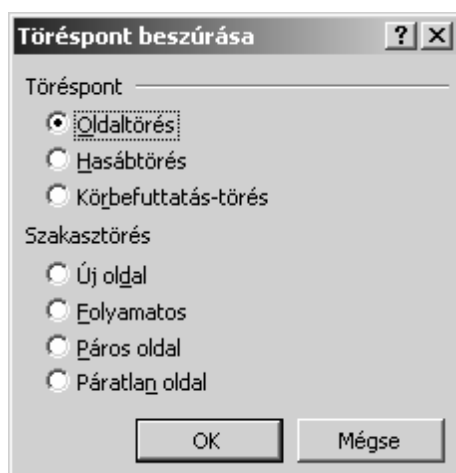 Töréspont beszúrása
Töréspont
Oldaltörés
Hasábtörés
Körbefuttatás-törés
Szakasztörés
Új oldal
Folyamatos
Páros oldal
Páratlan oldal
OK Mégse